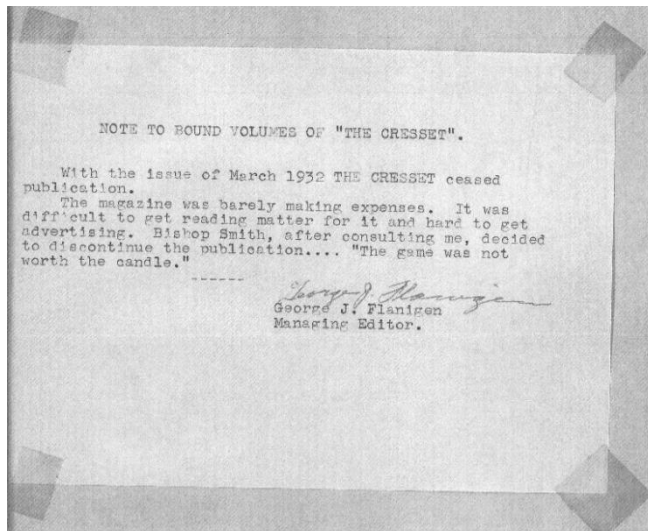 NOTE TO BOUND VOLUMES OF "THE CRESSET".
With the issue of March 1932 THE CRESSET ceased
publication.
The magazine was barely making expenses. It was
difficult to get reading matter for it and hard to get
advertising. Bishop Smith, after consulting me, decided
to discontinue the publication.... "The game was not
worth the candle."
------
George J. Flanigen
George J. Flanigen
Managing Editor.